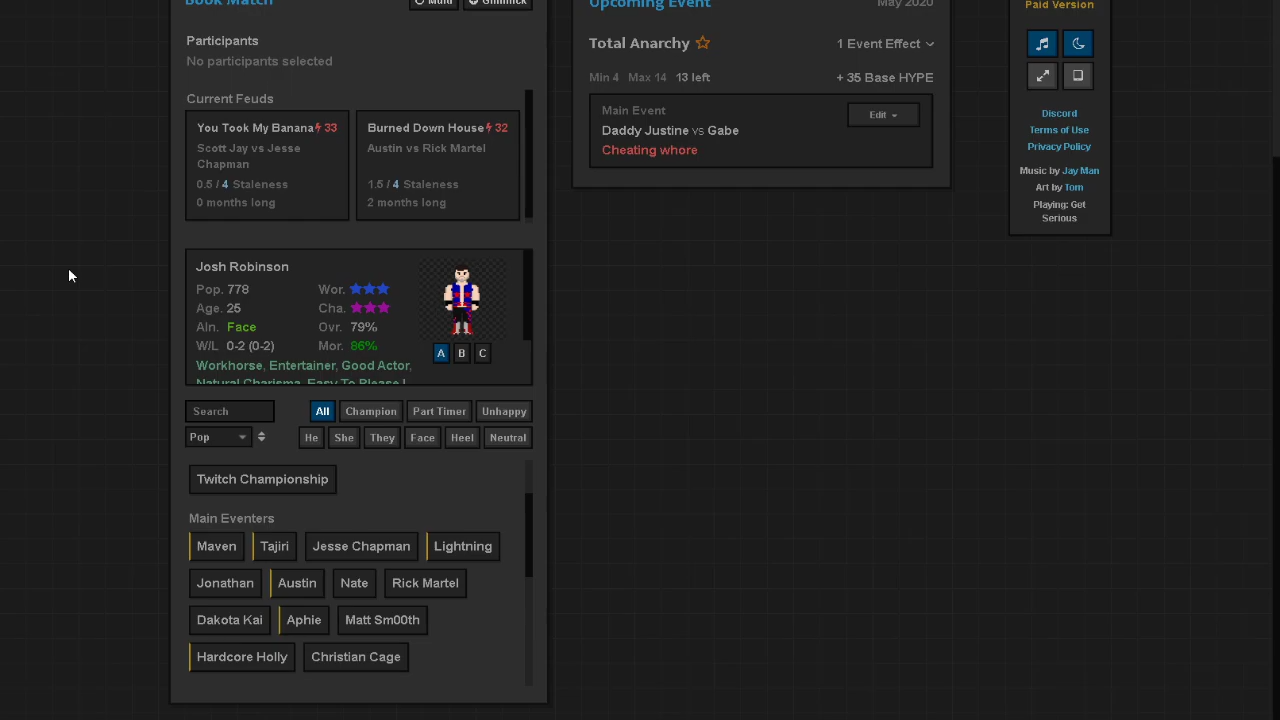 Book Match
Multi
Gimmick
Participants
No participants selected
Current Feuds
You Took My Banana 33
Scott Jay vs Jesse
Chapman
0.5 / 4 Staleness
0 months long
Burned Down House 32
Austin vs Rick Martel
1.5 / 4 Staleness
2 months long
Josh Robinson
Pop. 778
Wor.
Age. 25
Cha.
Aln. Face
Ovr. 79%
W/L 0-2 (0-2)
Mor. 86%
A B C
Workhorse, Entertainer, Good Actor,
Natural Charisma, Easy To Please
Search
All Champion Part Timer Unhappy
Pop
He She They Face Heel Neutral
Twitch Championship
Main Eventers
Maven Tajiri Jesse Chapman Lightning
Jonathan Austin Nate Rick Martel
Dakota Kai Aphie Matt Sm00th
Hardcore Holly Christian Cage
Upcoming Event
May 2020
Total Anarchy
1 Event Effect
Min 4 Max 14 13 left
+ 35 Base HYPE
Main Event
Edit
Daddy Justine vs Gabe
Cheating whore
Paid Version
Discord
Terms of Use
Privacy Policy
Music by Jay Man
Art by Tom
Playing: Get
Serious